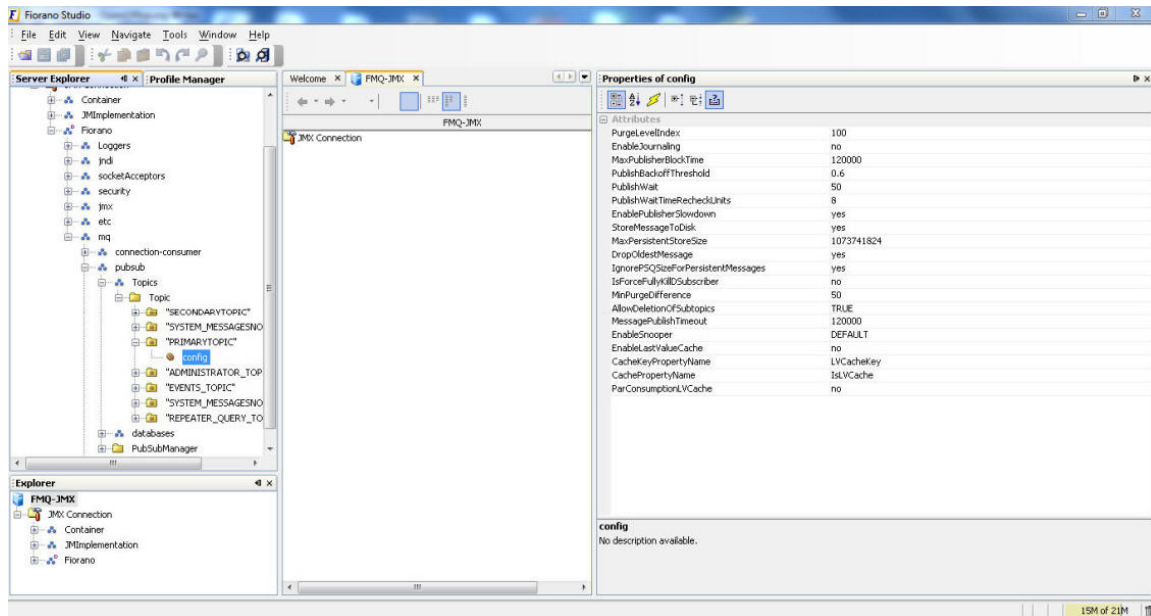 Fiorano Studio
File Edit View Navigate Tools Window Help
Server Explorer
Profile Manager
Container
JMImplementation
Fiorano
Loggers
jndi
socketAcceptors
security
jmx
etc
mq
connection-consumer
pubsub
Topics
Topic
"SECONDARYTOPIC"
"SYSTEM_MESSAGESNO
"PRIMARYTOPIC"
config
"ADMINISTRATOR_TOP
"EVENTS_TOPIC"
"SYSTEM_MESSAGESNO
"REPEATER_QUERY_TO
databases
PubSubManager
Explorer
FMQ-JMX
JMX Connection
Container
JMImplementation
Fiorano
Welcome
FMQ-JMX
FMQ-JMX
JMX Connection
Properties of config
Attributes
PurgeLevelIndex 100
EnableJournaling no
MaxPublisherBlockTime 120000
PublishBackoffThreshold 0.6
PublishWait 50
PublishWaitTimeRecheckUnits 8
EnablePublisherSlowdown yes
StoreMessageToDisk yes
MaxPersistentStoreSize 1073741824
DropOldestMessage yes
IgnorePSQSizeForPersistentMessages yes
IsForceFullyKillDSubscriber no
MinPurgeDifference 50
AllowDeletionOfSubtopics TRUE
MessagePublishTimeout 120000
EnableSnooper DEFAULT
EnableLastValueCache no
CacheKeyPropertyName LVCacheKey
CachePropertyName IsLVCache
ParConsumptionLVCache no
config
No description available.
15M of 21M